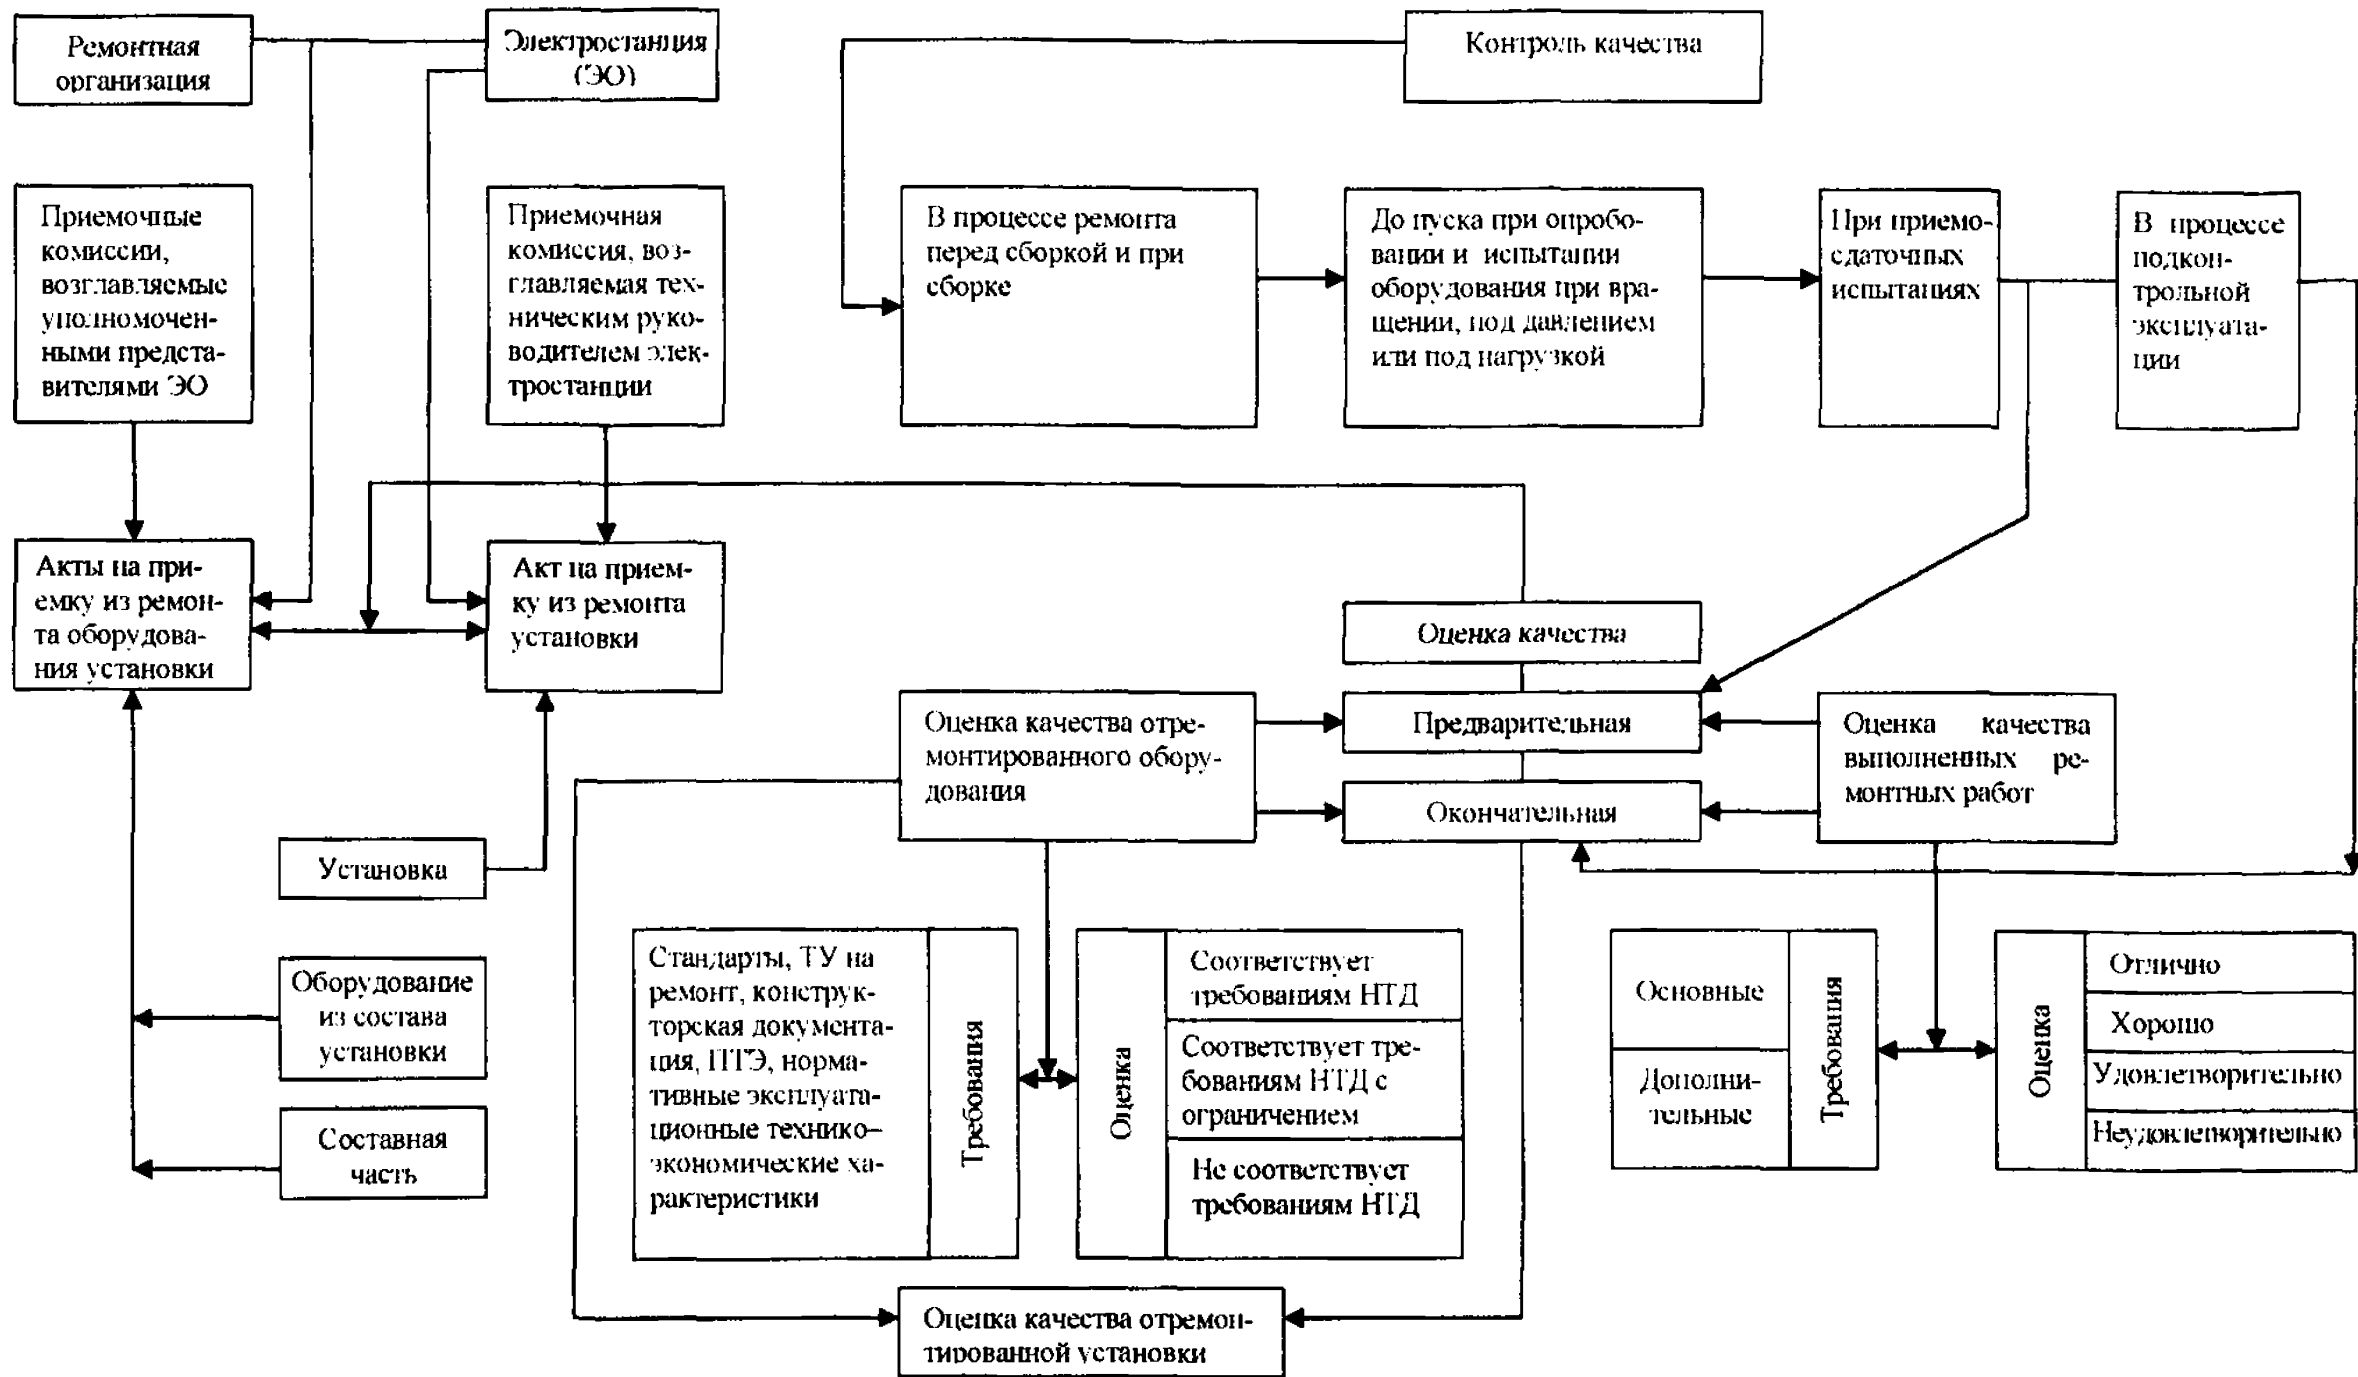 Ремонтная
организация
Электростанция
(ЭО)
Контроль качества
Приемочные
комиссии,
возглавляемые
уполномочен-
ными предста-
вителями ЭО
Приемочная
комиссия, воз-
главляемая тех-
ническим руко-
водителем элек-
тростанции
В процессе ремонта
перед сборкой и при
сборке
До пуска при опробо-
вании и испытании
оборудования при вра-
щении, под давлением
или под нагрузкой
При приемо-
сдаточных
испытаниях
В процессе
подкон-
трольной
эксплуата-
ции
Акты на при-
емку из ремон-
та оборудова-
ния установки
Акт на прием-
ку из ремонта
установки
Оценка качества
Предварительная
Окончательная
Оценка качества отре-
монтированного обору-
дования
Оценка качества
выполненных ре-
монтных работ
Установка
Оборудование
из состава
установки
Составная
часть
Стандарты, ТУ на
ремонт, конструк-
торская документа-
ция, ПТЭ, норма-
тивные эксплуата-
ционные технико–
экономические ха-
рактеристики
Требования
Оценка
Соответствует
требованиям НТД
Соответствует тре-
бованиям НТД с
ограничением
Не соответствует
требованиям НТД
Основные
Дополни-
тельные
Требования
Оценка
Отлично
Хорошо
Удовлетворительно
Неудовлетворительно
Оценка качества отремон-
тированной установки